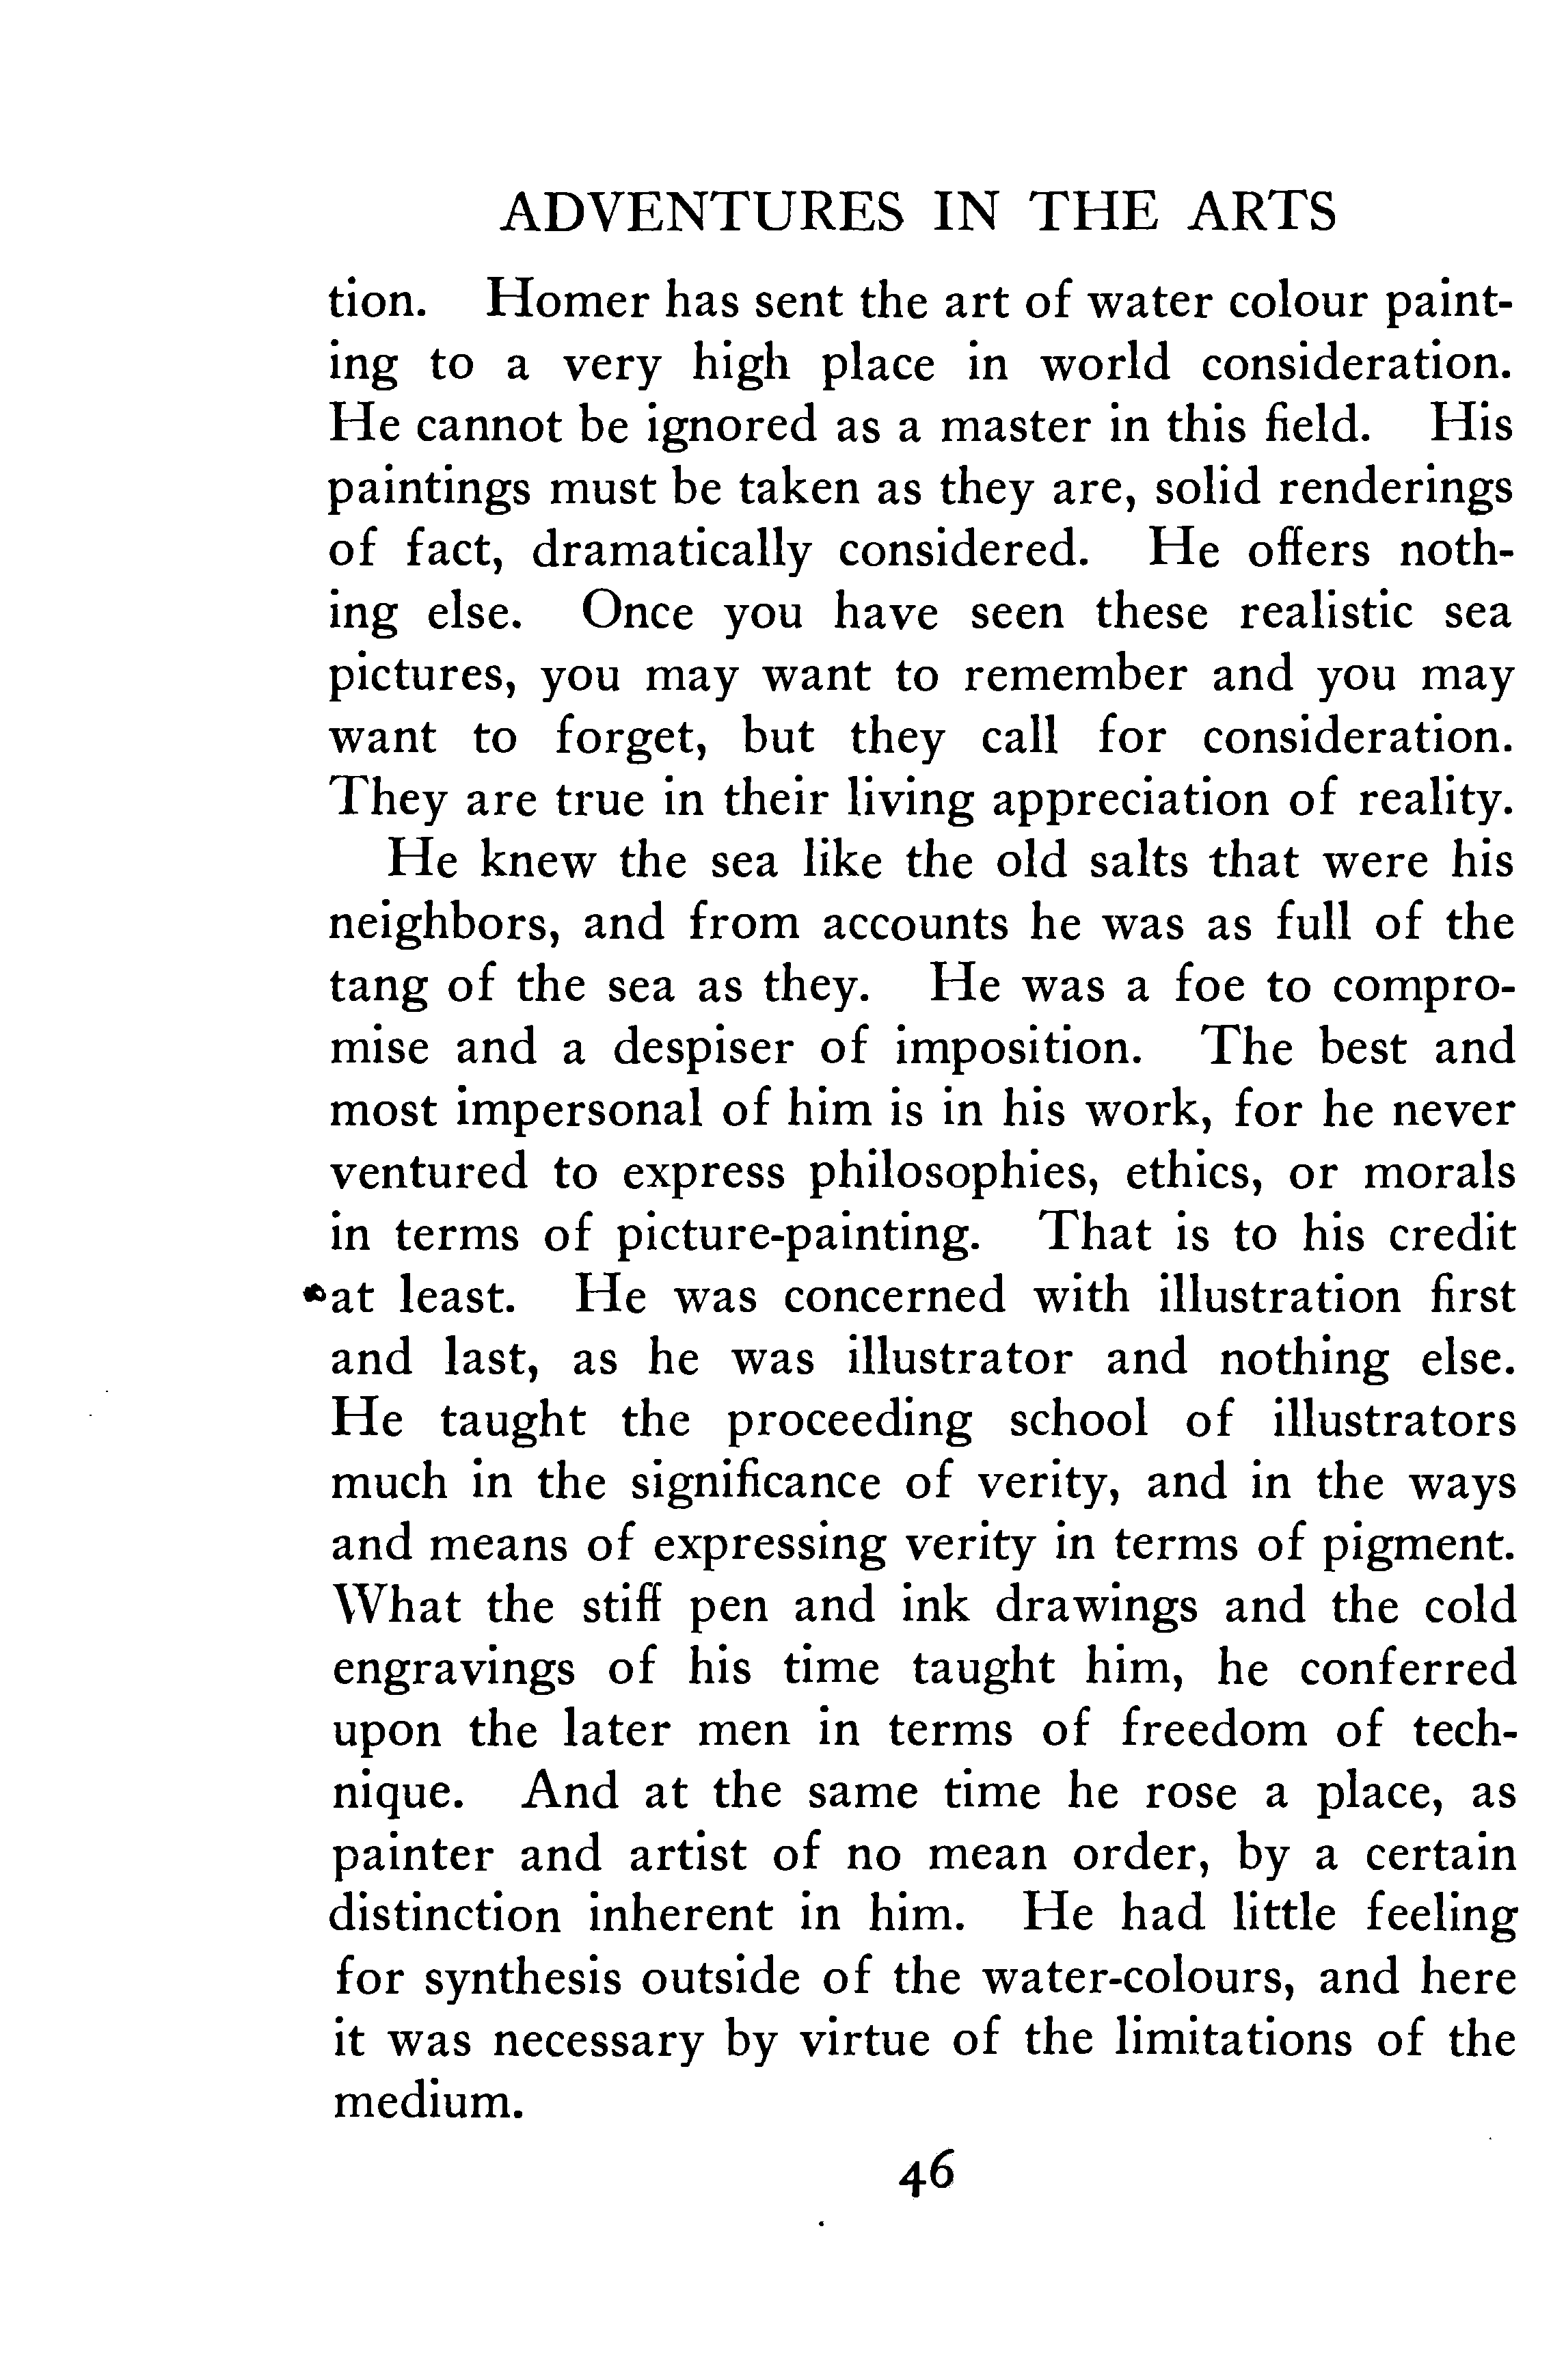 ADVENTURES IN THE ARTS
tion. Homer has sent the art of water colour paint-
ing to a very high place in world consideration.
He cannot be ignored as a master in this field. His
paintings must be taken as they are, solid renderings
of fact, dramatically considered. He offers noth-
ing else. Once you have seen these realistic sea
pictures, you may want to remember and you may
want to forget, but they call for consideration.
They are true in their living appreciation of reality.
He knew the sea like the old salts that were his
neighbors, and from accounts he was as full of the
tang of the sea as they. He was a foe to compro-
mise and a despiser of imposition. The best and
most impersonal of him is in his work, for he never
ventured to express philosophies, ethics, or morals
in terms of picture-painting. That is to his credit
at least. He was concerned with illustration first
and last, as he was illustrator and nothing else.
He taught the proceeding school of illustrators
much in the significance of verity, and in the ways
and means of expressing verity in terms of pigment.
What the stiff pen and ink drawings and the cold
engravings of his time taught him, he conferred
upon the later men in terms of freedom of tech-
nique. And at the same time he rose a place, as
painter and artist of no mean order, by a certain
distinction inherent in him. He had little feeling
for synthesis outside of the water-colours, and here
it was necessary by virtue of the limitations of the
medium.
46